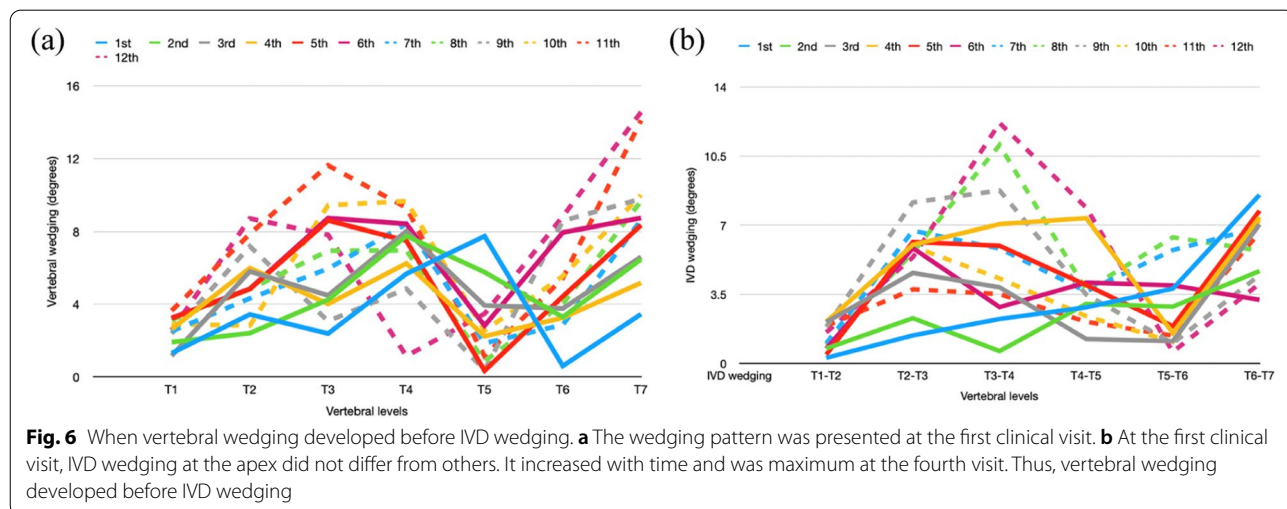 (a)
1st 2nd 3rd 4th 5th 6th 7th 8th 9th 10th 11th
12th
16
12
8
4
0
Vertebral wedging (degrees)
T1 T2 T3 T4 T5 T6 T7
Vertebral levels
(b)
1st 2nd 3rd 4th 5th 6th 7th 8th 9th 10th 11th 12th
14
10.5
7
3.5
0
IVD wedging (degrees)
IVD wedging T1-T2 T2-T3 T3-T4 T4-T5 T5-T6 T6-T7
Vertebral levels
Fig. 6 When vertebral wedging developed before IVD wedging. a The wedging pattern was presented at the first clinical visit. b At the first clinical
visit, IVD wedging at the apex did not differ from others. It increased with time and was maximum at the fourth visit. Thus, vertebral wedging
developed before IVD wedging